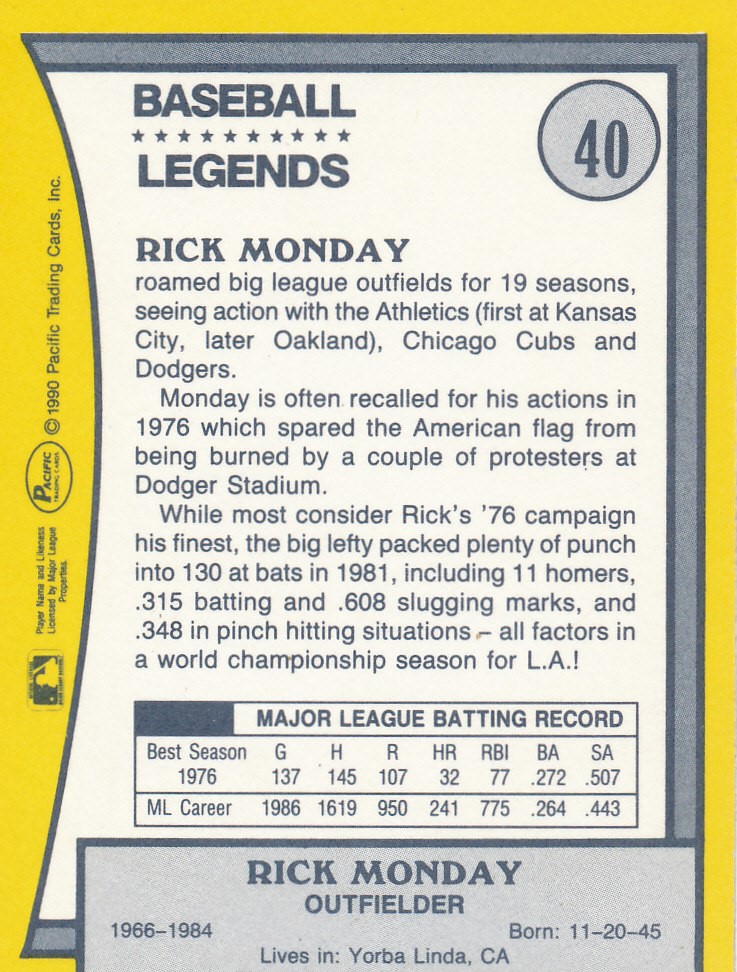 BASEBALL
LEGENDS
40
RICK MONDAY
roamed big league outfields for 19 seasons,
seeing action with the Athletics (first at Kansas
City, later Oakland), Chicago Cubs and
Dodgers.
Monday is often recalled for his actions in
1976 which spared the American flag from
being burned by a couple of protesters at
Dodger Stadium.
While most consider Rick's '76 campaign
his finest, the big lefty packed plenty of punch
into 130 at bats in 1981, including 11 homers,
.315 batting and .608 slugging marks, and
.348 in pinch hitting situations – all factors in
a world championship season for L.A.!
MAJOR LEAGUE BATTING RECORD
Best Season G H R HR RBI BA SA
1976 137 145 107 32 77 .272 .507
ML Career 1986 1619 950 241 775 .264 .443
RICK MONDAY
OUTFIELDER
1966–1984 Born: 11–20–45
Lives in: Yorba Linda, CA
©1990 Pacific Trading Cards, Inc.
PACIFIC
TRADING CARDS
Player Name and Likeness
Licensed by Major League
Properties.